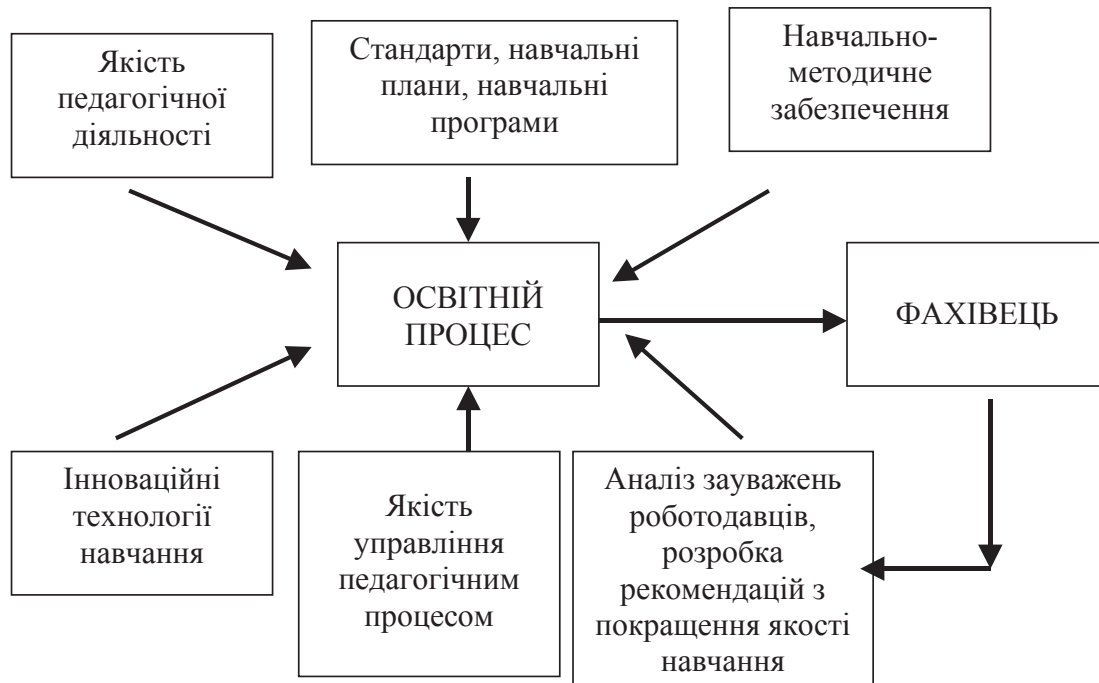 Якість
педагогічної
діяльності
Стандарти, навчальні
плани, навчальні
програми
Навчально-
методичне
забезпечення
ОСВІТНІЙ
ПРОЦЕС
ФАХІВЕЦЬ
Інноваційні
технології
навчання
Якість
управління
педагогічним
процесом
Аналіз зауважень
роботодавців,
розробка
рекомендацій з
покращення якості
навчання